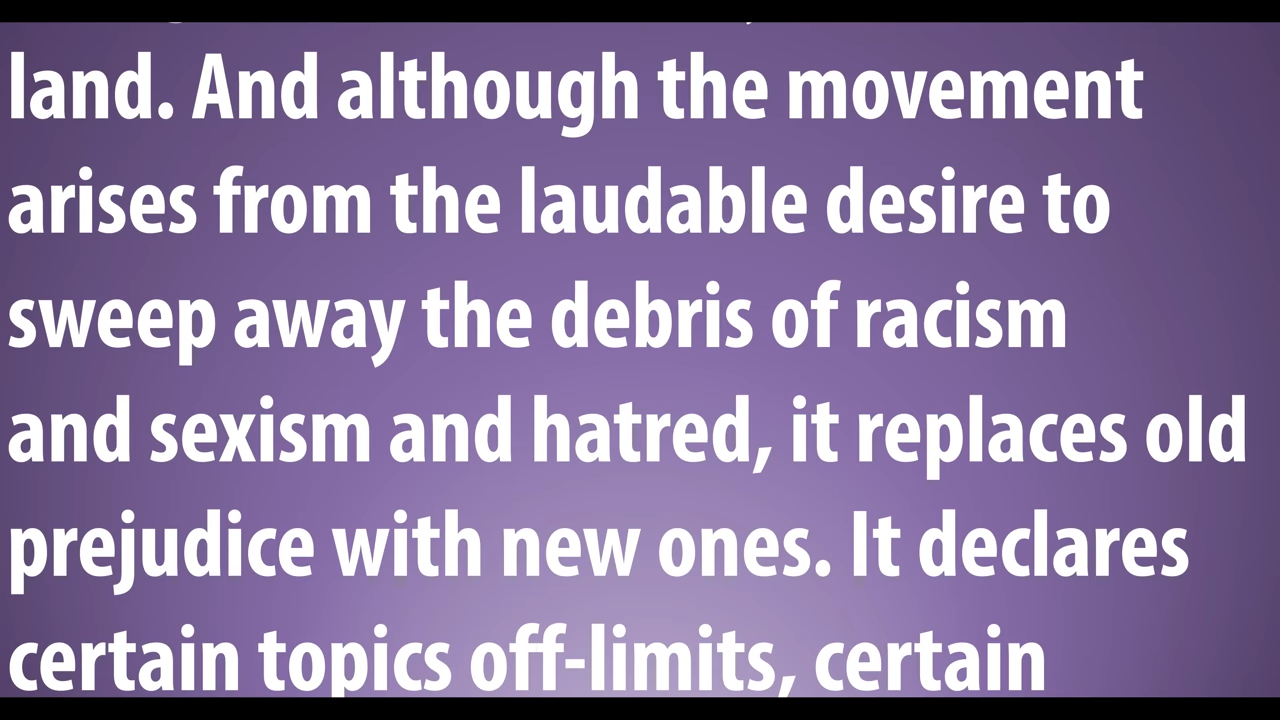 land. And although the movement
arises from the laudable desire to
sweep away the debris of racism
and sexism and hatred, it replaces old
prejudice with new ones. It declares
certain topics off-limits, certain